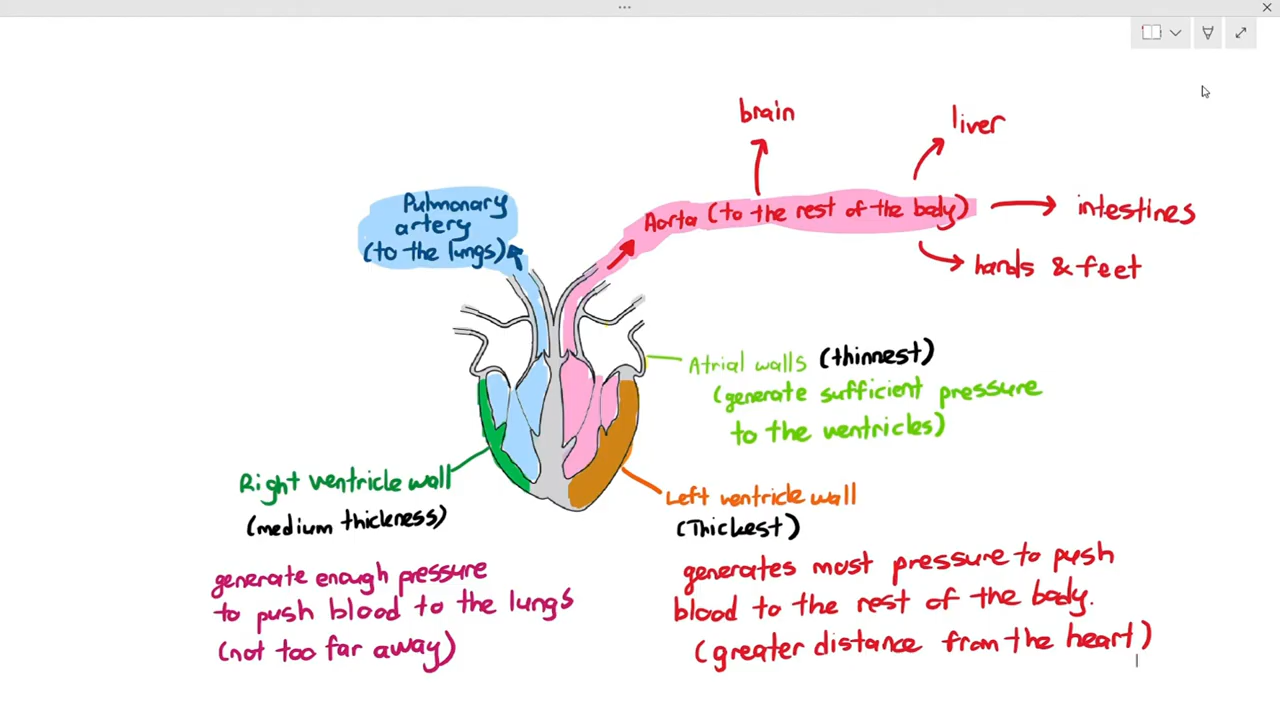 brain
liver
Pulmonary
artery
(to the lungs)
Aorta (to the rest of the body)
intestines
hands & feet
Atrial walls (thinnest)
(generate sufficient pressure
to the ventricles)
Right ventricle wall
(medium thickness)
generate enough pressure
to push blood to the lungs
(not too far away)
Left ventricle wall
(Thickest)
generates most pressure to push
blood to the rest of the body.
(greater distance from the heart)